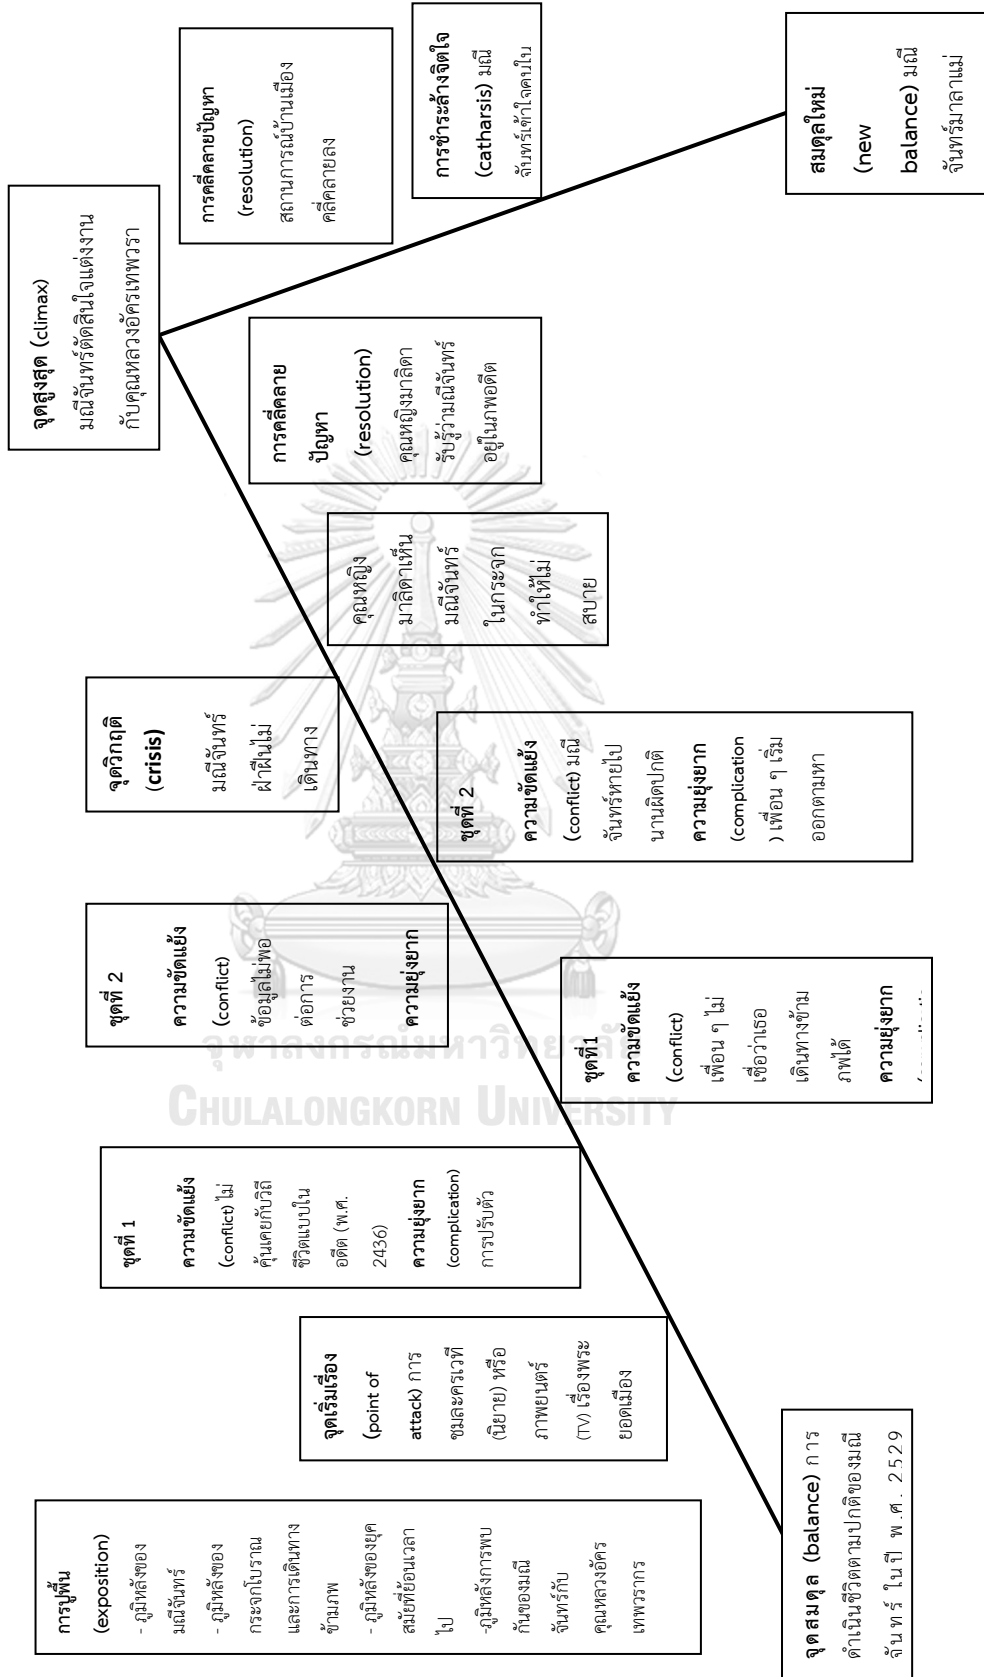 การปูพื้น
(exposition)
- ภูมิหลังของ
มณีจันทร์
- ภูมิหลังของ
กระจกโบราณ
และการเดินทาง
ข้ามภพ
- ภูมิหลังของยุค
สมัยที่ย้อนเวลา
ไป
-ภูมิหลังการพบ
กันของมณี
จันทร์กับ
คุณหลวงอัคร
เทพวรากร
จุดสมดุล (balance) การ
ดำเนินชีวิตตามปกติของมณี
จันทร์ ในปี พ.ศ. 2529
จุดเริ่มเรื่อง
(point of
attack) การ
ชมละครเวที
(นิยาย) หรือ
ภาพยนตร์
(TV) เรื่องพระ
ยอดเมือง
ชุดที่ 1
ความขัดแย้ง
(conflict) ไม่
คุ้นเคยกับวิถี
ชีวิตแบบใน
อดีต (พ.ศ.
2436)
ความยุ่งยาก
(complication)
การปรับตัว
ชุดที่1
ความขัดแย้ง
(conflict)
เพื่อน ๆ ไม่
เชื่อว่าเธอ
เดินทางข้าม
ภพได้
ความยุ่งยาก
ชุดที่ 2
ความขัดแย้ง
(conflict)
ข้อมูลไม่พอ
ต่อการ
ช่วยงาน
ความยุ่งยาก
ชุดที่ 2
ความขัดแย้ง
(conflict) มณี
จันทร์หายไป
นานผิดปกติ
ความยุ่งยาก
(complication
) เพื่อน ๆ เริ่ม
ออกตามหา
จุดวิกฤติ
(crisis)
มณีจันทร์
ฝ่าฝืนไม่
เดินทาง
คุณหญิง
มาลิดาเห็น
มณีจันทร์
ในกระจก
ทำให้ไม่
สบาย
การคลี่คลาย
ปัญหา
(resolution)
คุณหญิงมาลิดา
รับรู้ว่ามณีจันทร์
อยู่ในภพอดีต
จุดสูงสุด (climax)
มณีจันทร์ตัดสินใจแต่งงาน
กับคุณหลวงอัครเทพวรา
การคลี่คลายปัญหา
(resolution)
สถานการณ์บ้านเมือง
คลี่คลายลง
การชำระล้างจิตใจ
(catharsis) มณี
จันทร์เข้าใจคนใน
สมดุลใหม่
(new
balance) มณี
จันทร์มาลาแม่
จุฬาลงกรณ์มหาวิทยาลัย
CHULALONGKORN UNIVERSITY